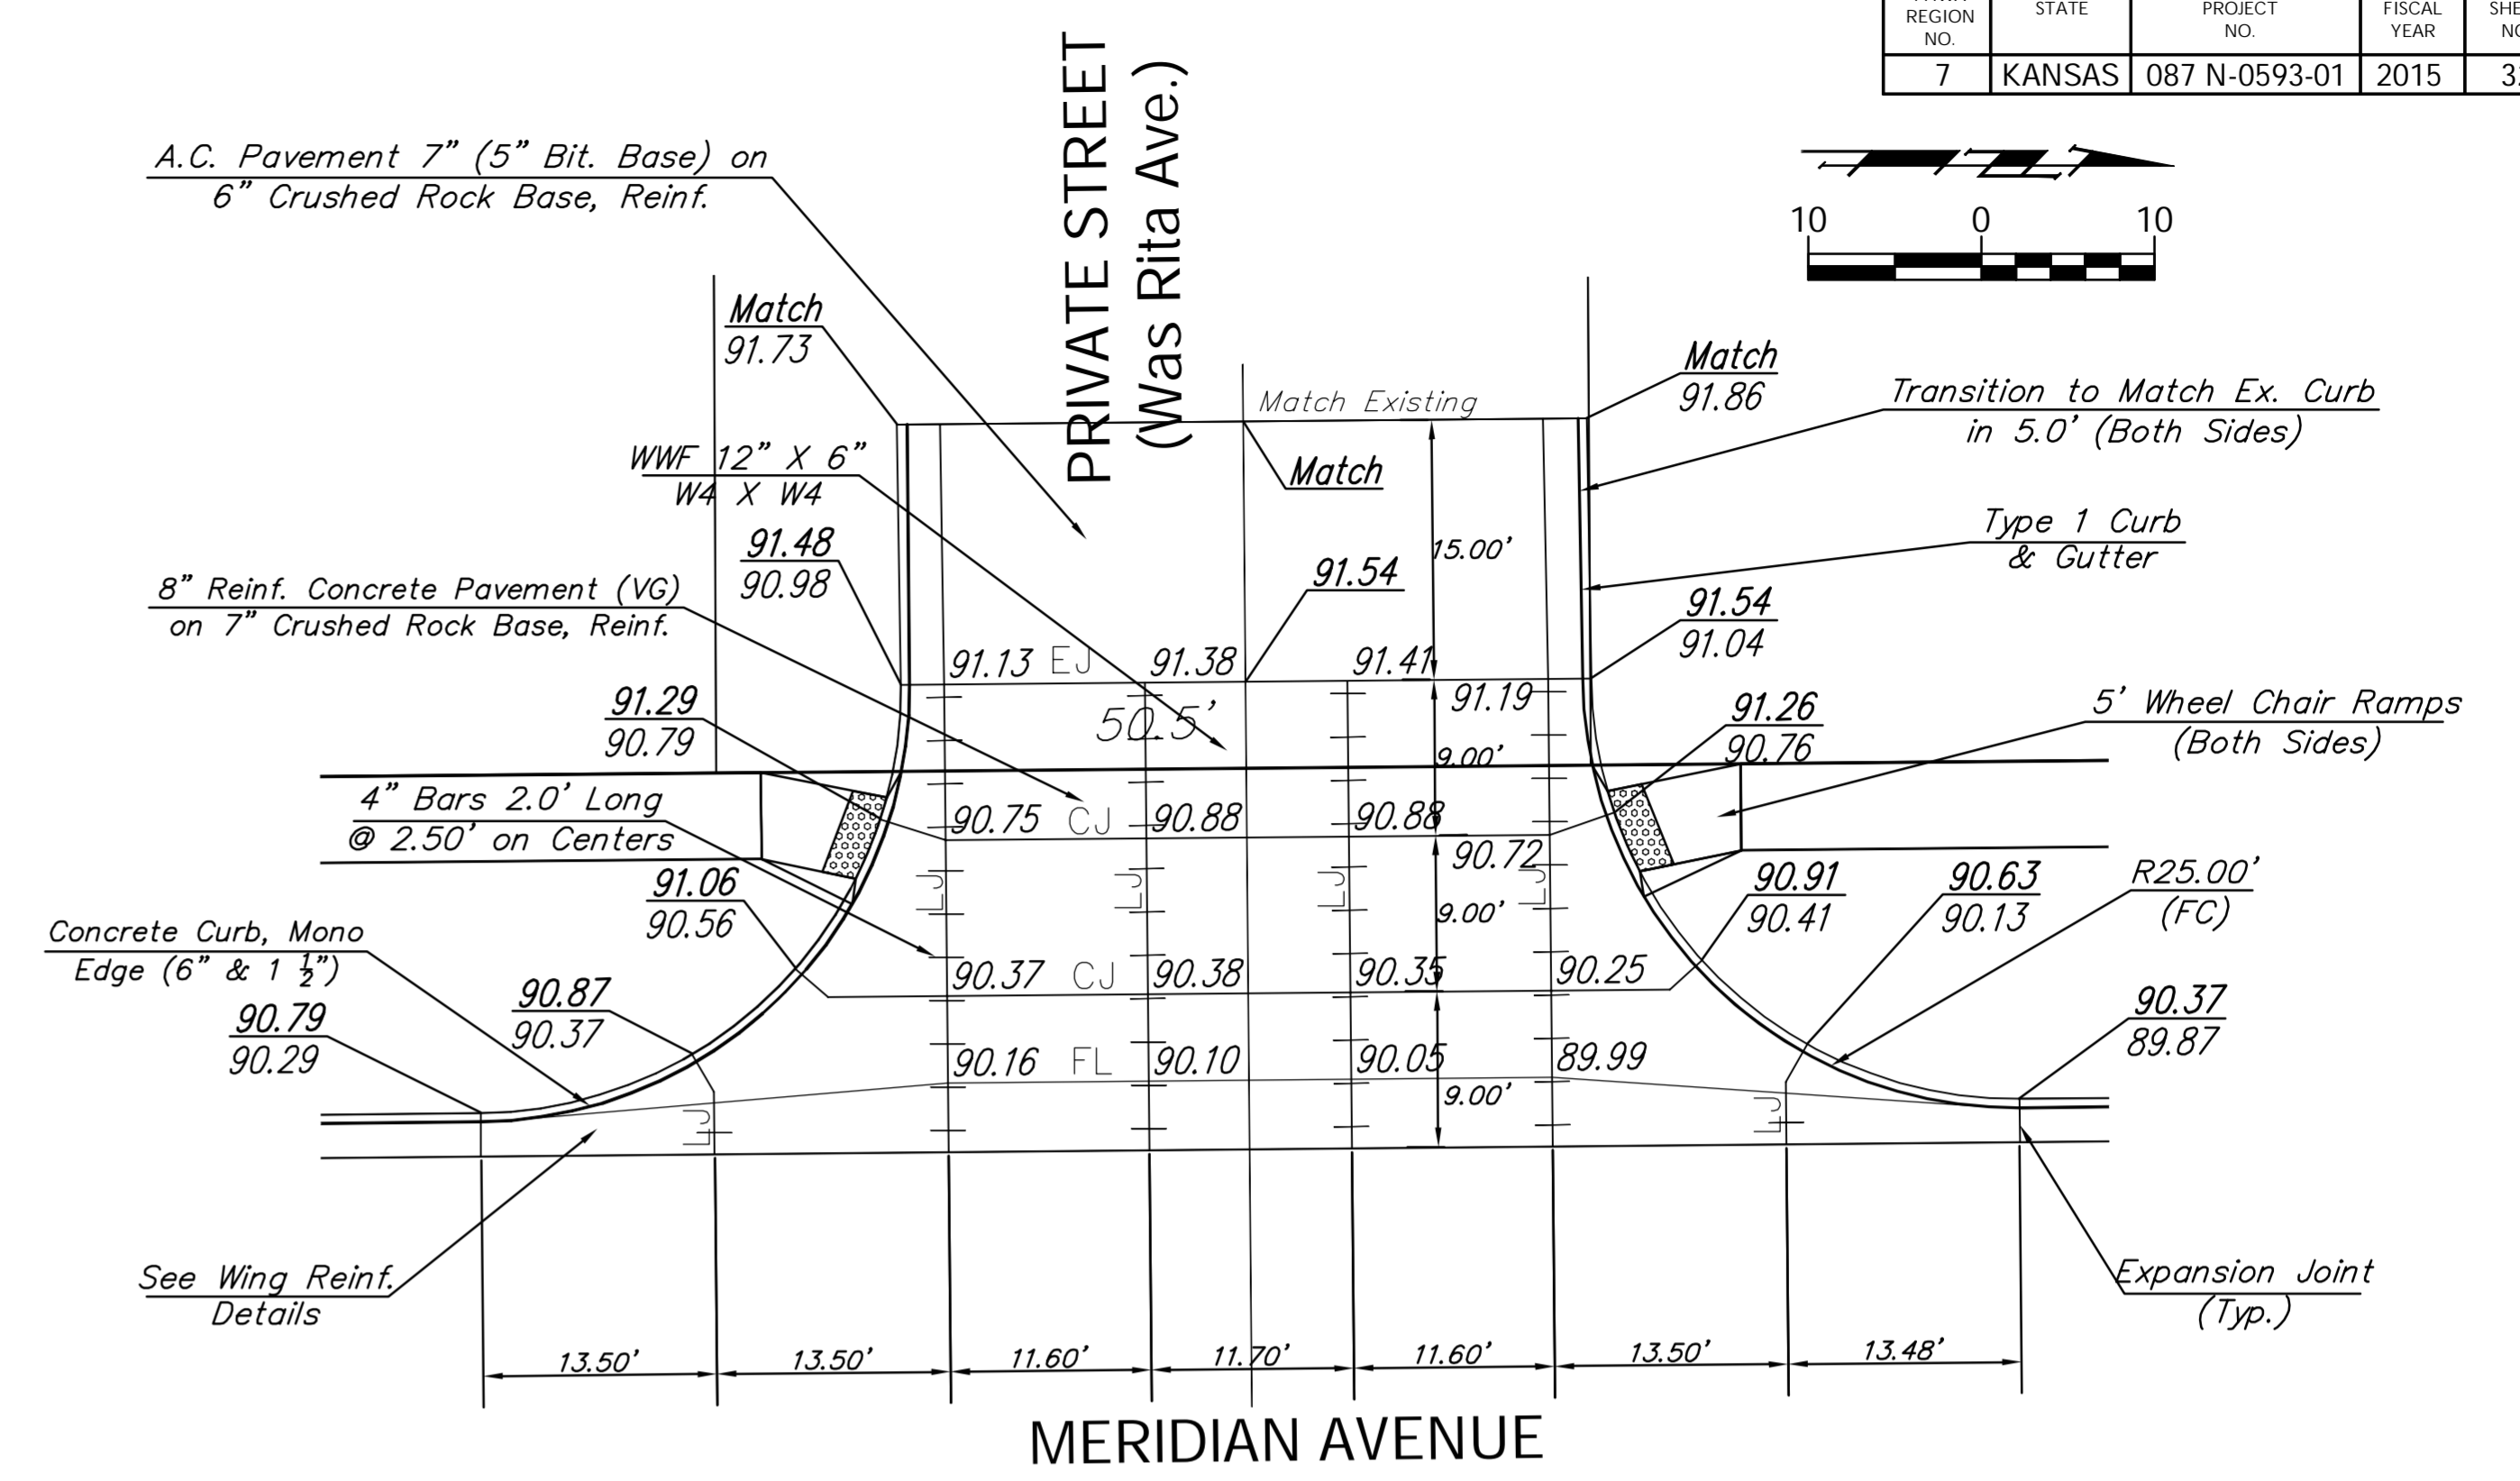 REGION
NO.
STATE
PROJECT
NO.
FISCAL
YEAR
7
KANSAS
087 N-0593-01
2015
PRIVATE STREET
(Was Rita Ave.)
10 0 10
A.C. Pavement 7” (5” Bit. Base) on
6” Crushed Rock Base, Reinf.
Match
91.73
Match
91.86
Match Existing
Match
Transition to Match Ex. Curb
in 5.0’ (Both Sides)
WWF 12” X 6”
W4 X W4
Type 1 Curb
& Gutter
15.00’
91.48
90.98
91.54
91.54
91.04
8” Reinf. Concrete Pavement (VG)
on 7” Crushed Rock Base, Reinf.
91.13 EJ 91.38 91.41
91.19
50.5’
91.29
90.79
91.26
90.76
5’ Wheel Chair Ramps
(Both Sides)
9.00’
4” Bars 2.0’ Long
@ 2.50’ on Centers
90.75 CJ 90.88 90.88
90.72
91.06
90.56
LJ LJ LJ LJ
9.00’
90.91
90.41
90.63
90.13
R25.00’
(FC)
Concrete Curb, Mono
Edge (6” & 1 1/2”)
90.37 CJ 90.38 90.35 90.25
90.79
90.29
90.87
90.37
90.37
89.87
90.16 FL 90.10 90.05 89.99
9.00’
LJ LJ
See Wing Reinf.
Details
Expansion Joint
(Typ.)
13.50’ 13.50’ 11.60’ 11.70’ 11.60’ 13.50’ 13.48’
MERIDIAN AVENUE